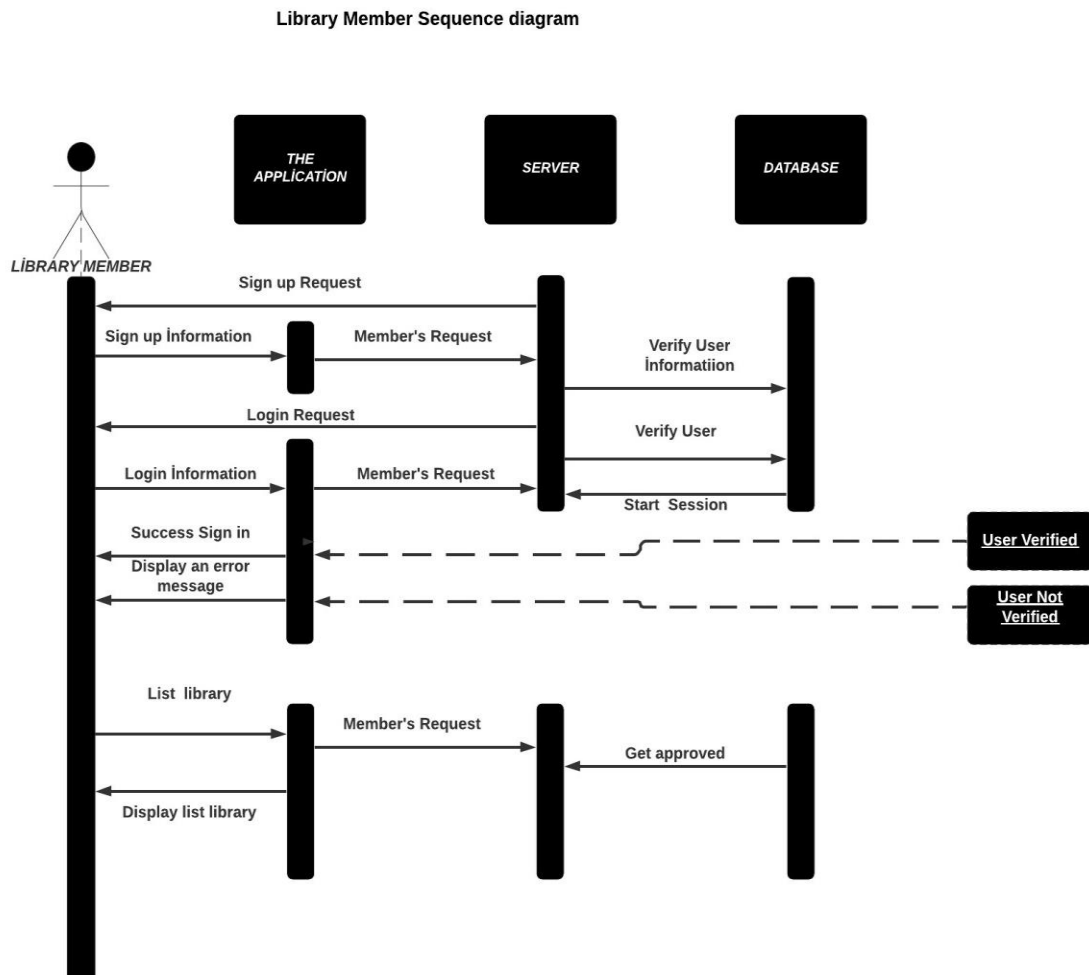 Library Member Sequence diagram
THE
APPLİCATİON
SERVER
DATABASE
LİBRARY MEMBER
Sign up Request
Sign up İnformation
Member's Request
Verify User
İnformatiion
Login Request
Verify User
Login İnformation
Member's Request
Start Session
Success Sign in
User Verified
Display an error
message
User Not
Verified
List library
Member's Request
Get approved
Display list library